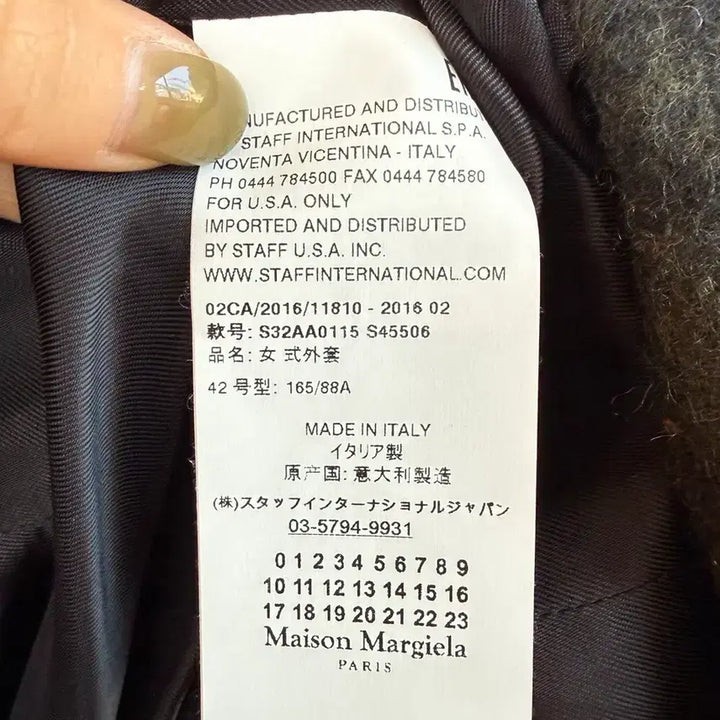 NUFACTURED AND DISTRIBU
STAFF INTERNATIONAL S.P.A.
NOVENTA VICENTINA - ITALY
PH 0444 784500 FAX 0444 784580
FOR U.S.A. ONLY
IMPORTED AND DISTRIBUTED
BY STAFF U.S.A. INC.
WWW.STAFFINTERNATIONAL.COM
02CA/2016/11810 - 2016 02
款号: S32AA0115 S45506
品名: 女 式外套
42 号型: 165/88A
MADE IN ITALY
イタリア製
原产国: 意大利製造
(株)スタッフインターナショナルジャパン
03-5794-9931
0 1 2 3 4 5 6 7 8 9
10 11 12 13 14 15 16
17 18 19 20 21 22 23
Maison Margiela
PARIS